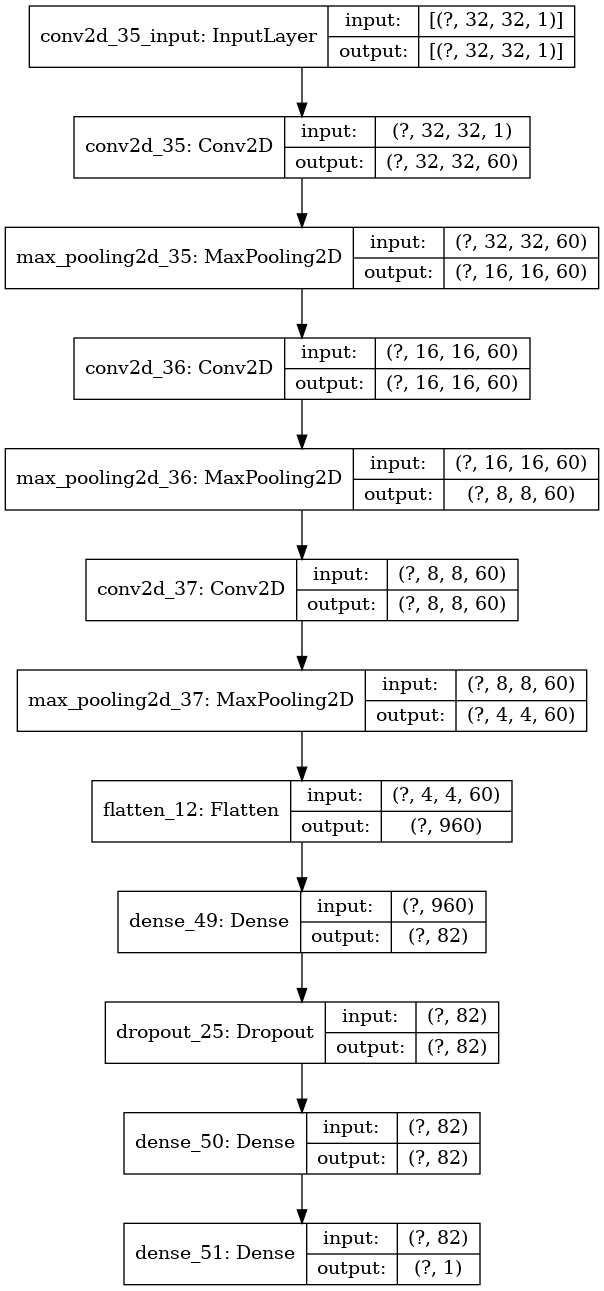 conv2d_35_input: InputLayer
input: [(?, 32, 32, 1)]
output: [(?, 32, 32, 1)]
conv2d_35: Conv2D
input: (?, 32, 32, 1)
output: (?, 32, 32, 60)
max_pooling2d_35: MaxPooling2D
input: (?, 32, 32, 60)
output: (?, 16, 16, 60)
conv2d_36: Conv2D
input: (?, 16, 16, 60)
output: (?, 16, 16, 60)
max_pooling2d_36: MaxPooling2D
input: (?, 16, 16, 60)
output: (?, 8, 8, 60)
conv2d_37: Conv2D
input: (?, 8, 8, 60)
output: (?, 8, 8, 60)
max_pooling2d_37: MaxPooling2D
input: (?, 8, 8, 60)
output: (?, 4, 4, 60)
flatten_12: Flatten
input: (?, 4, 4, 60)
output: (?, 960)
dense_49: Dense
input: (?, 960)
output: (?, 82)
dropout_25: Dropout
input: (?, 82)
output: (?, 82)
dense_50: Dense
input: (?, 82)
output: (?, 82)
dense_51: Dense
input: (?, 82)
output: (?, 1)